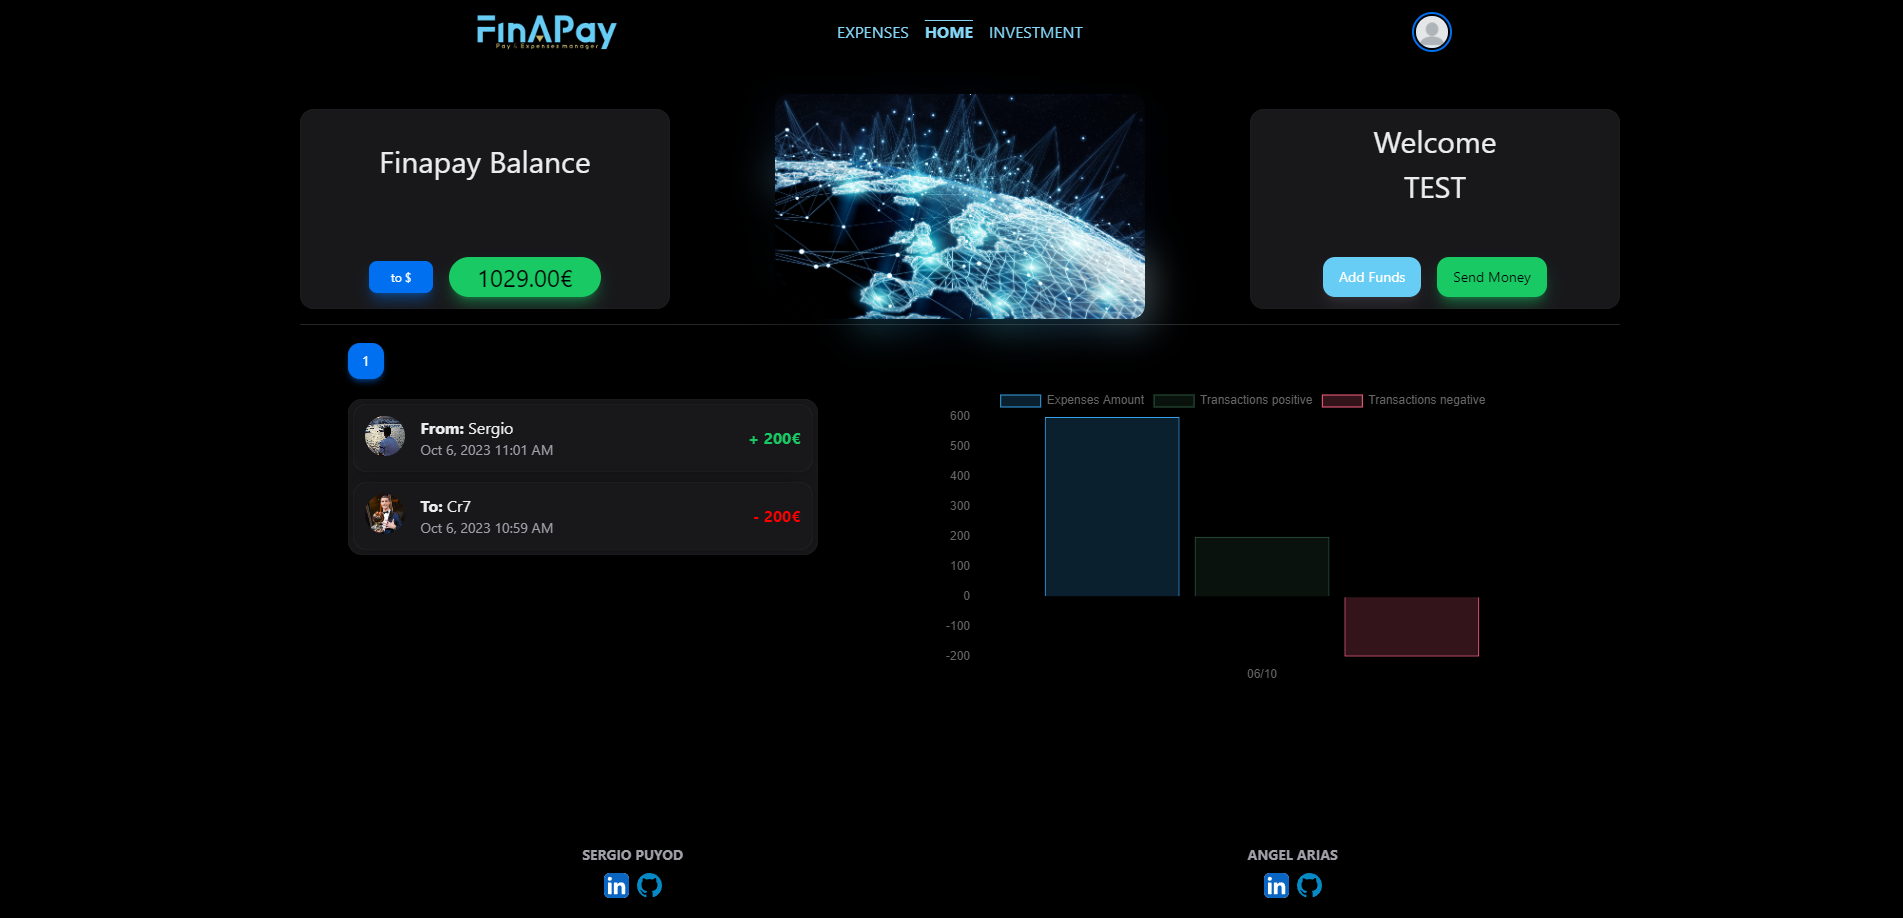 FinAPay
Pay & Expenses manager
EXPENSES HOME INVESTMENT
Finapay Balance
to $
1029.00€
Welcome
TEST
Add Funds
Send Money
1
From: Sergio
Oct 6, 2023 11:01 AM
+ 200€
To: Cr7
Oct 6, 2023 10:59 AM
- 200€
Expenses Amount Transactions positive Transactions negative
600
500
400
300
200
100
0
-100
-200
06/10
SERGIO PUYOD
in
ANGEL ARIAS
in